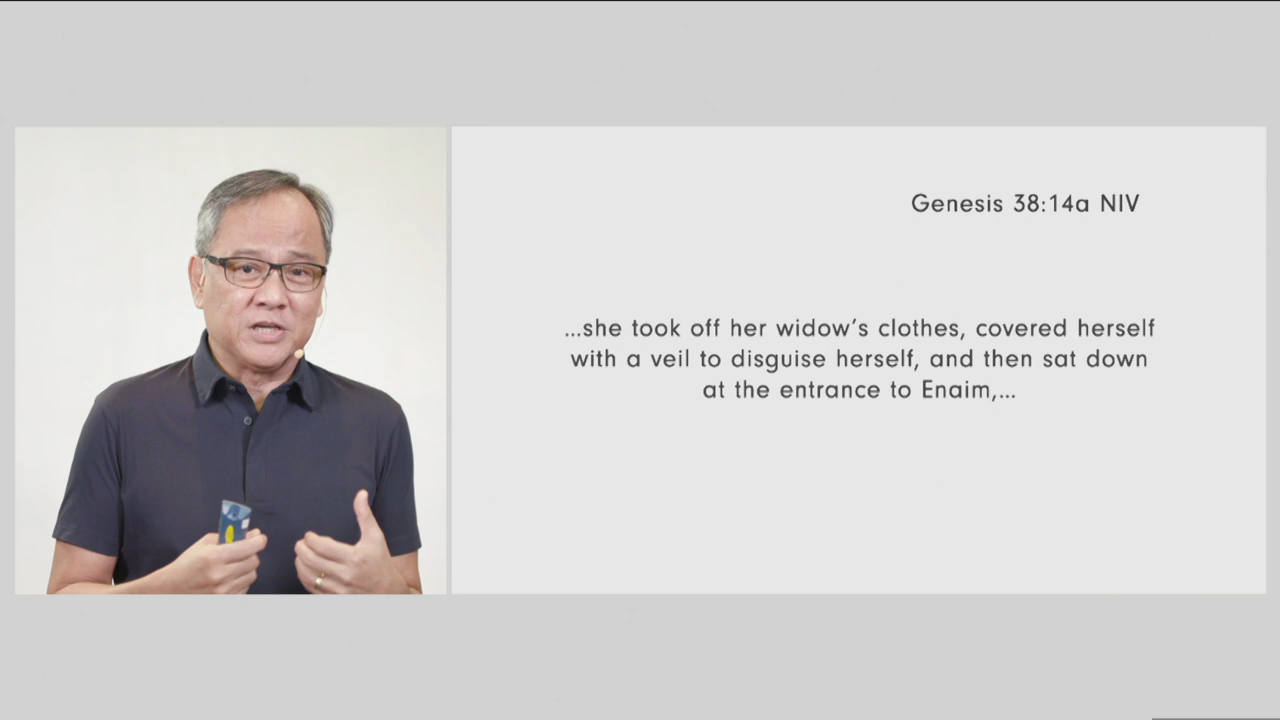 Genesis 38:14a NIV
...she took off her widow's clothes, covered herself
with a veil to disguise herself, and then sat down
at the entrance to Enaim,...